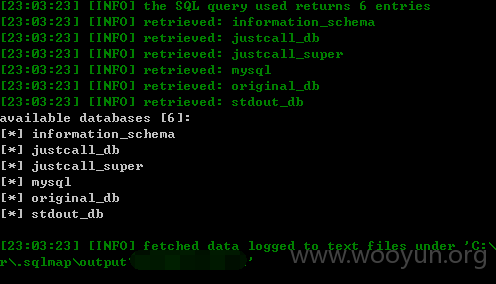 [23:03:23] [INFO] the SQL query used returns 6 entries
[23:03:23] [INFO] retrieved: information_schema
[23:03:23] [INFO] retrieved: justcall_db
[23:03:23] [INFO] retrieved: justcall_super
[23:03:23] [INFO] retrieved: mysql
[23:03:23] [INFO] retrieved: original_db
[23:03:23] [INFO] retrieved: stdout_db
available databases [6]:
[*] information_schema
[*] justcall_db
[*] justcall_super
[*] mysql
[*] original_db
[*] stdout_db
[23:03:23] [INFO] fetched data logged to text files under 'C:\
r\.sqlmap\output\ '
www.wooyun.org